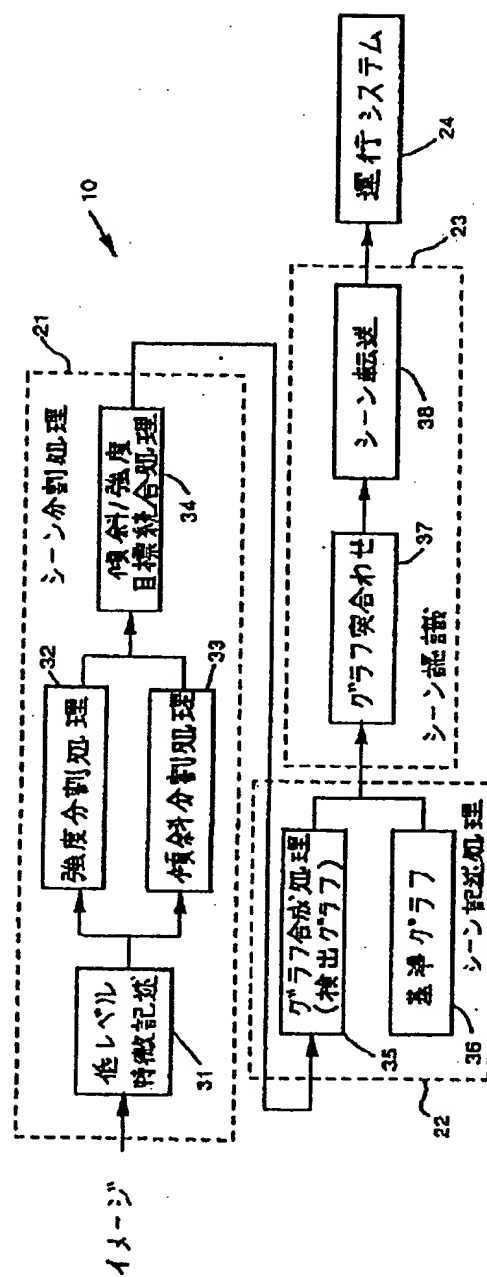 イメージ
10
21
シーン分割処理
低レベル
特徴記述
31
強度分割処理
32
傾斜分割処理
33
傾斜/強度
目標統合処理
34
22
シーン記述処理
グラフ合成処理
(検出グラフ)
35
基準グラフ
36
23
シーン認識
グラフ突合わせ
37
シーン転送
38
運行システム
24